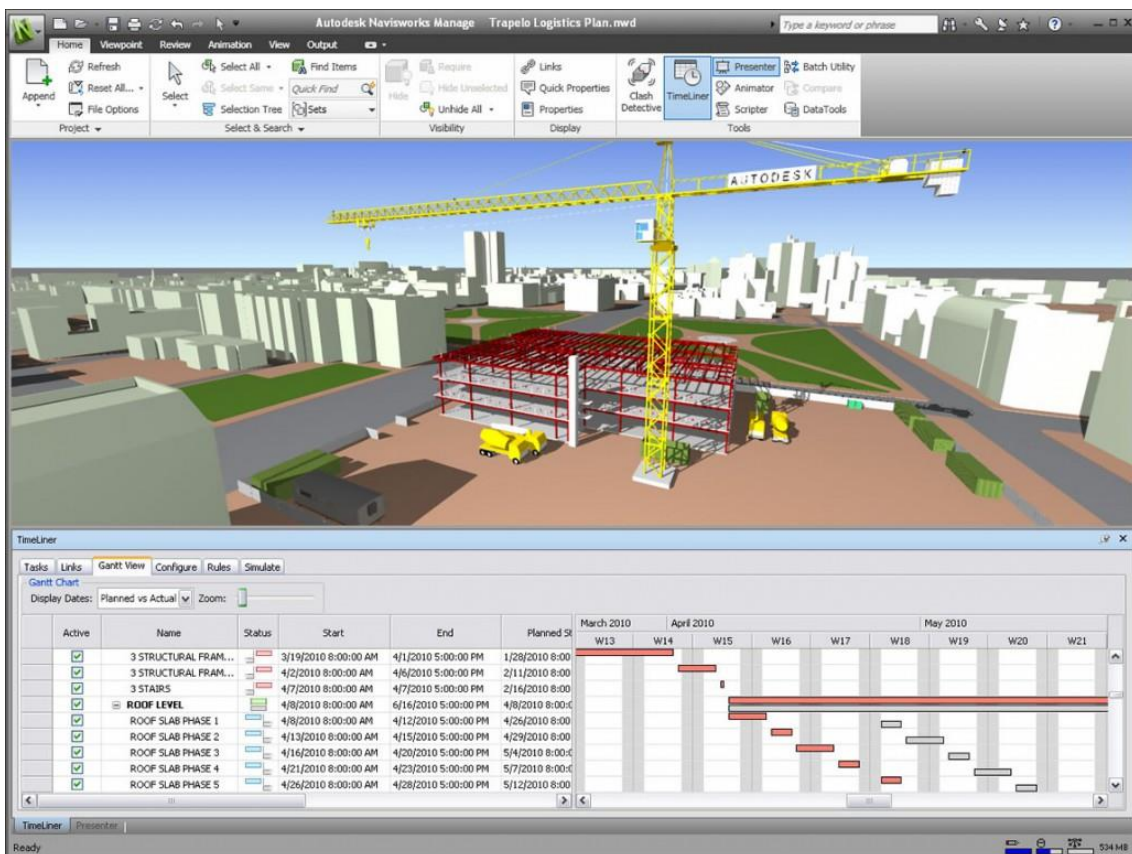 Autodesk Navisworks Manage Trapelo Logistics Plan.nwd
Type a keyword or phrase
Home Viewpoint Review Animation View Output
Append
Refresh
Reset All...
File Options
Project
Select
Select All
Select Same
Selection Tree
Find Items
Quick Find
Sets
Select & Search
Hide
Require
Hide Unselected
Unhide All
Visibility
Links
Quick Properties
Properties
Display
Clash Detective
TimeLiner
Presenter
Animator
Scripter
Batch Utility
Compare
DataTools
Tools
AUTODESK
TimeLiner
Tasks Links Gantt View Configure Rules Simulate
Gantt Chart
Display Dates: Planned vs Actual Zoom:
Active Name Status Start End Planned St
March 2010 April 2010 May 2010
W13 W14 W15 W16 W17 W18 W19 W20 W21
3 STRUCTURAL FRAM... 3/19/2010 8:00:00 AM 4/1/2010 5:00:00 PM 1/28/2010 8:00
3 STRUCTURAL FRAM... 4/2/2010 8:00:00 AM 4/6/2010 5:00:00 PM 2/11/2010 8:00
3 STAIRS 4/7/2010 8:00:00 AM 4/7/2010 5:00:00 PM 2/16/2010 8:00
ROOF LEVEL 4/8/2010 8:00:00 AM 6/16/2010 5:00:00 PM 4/8/2010 8:00:0
ROOF SLAB PHASE 1 4/8/2010 8:00:00 AM 4/12/2010 5:00:00 PM 4/26/2010 8:00
ROOF SLAB PHASE 2 4/13/2010 8:00:00 AM 4/15/2010 5:00:00 PM 4/29/2010 8:00
ROOF SLAB PHASE 3 4/16/2010 8:00:00 AM 4/20/2010 5:00:00 PM 5/4/2010 8:00:0
ROOF SLAB PHASE 4 4/21/2010 8:00:00 AM 4/23/2010 5:00:00 PM 5/7/2010 8:00:0
ROOF SLAB PHASE 5 4/26/2010 8:00:00 AM 4/28/2010 5:00:00 PM 5/12/2010 8:00
TimeLiner Presenter
Ready
534 MB